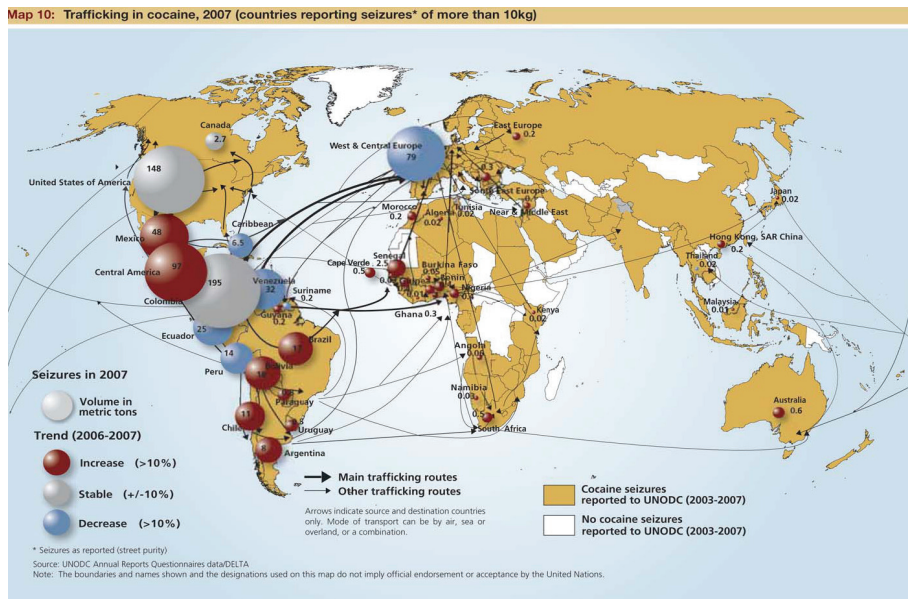 Map 10: Trafficking in cocaine, 2007 (countries reporting seizures* of more than 10kg)
Canada
2.7
East Europe
0.2
West & Central Europe
79
148
United States of America
South East Europe
Near & Middle East
Morocco
0.2
Algeria
0.02
Tunisia
0.02
Japan
0.02
Caribbean
6.5
Mexico
48
Hong Kong, SAR China
0.2
Central America
97
Cape Verde
0.5
Senegal
2.5
Burkina Faso
0.05
Thailand
0.02
Colombia
195
Venezuela
32
Suriname
0.2
Guyana
0.2
Benin
Nigeria
0.01
Ghana 0.3
Kenya
0.02
Malaysia
0.01
Ecuador
25
Brazil
Peru
14
Bolivia
Angola
Namibia
0.03
Paraguay
Chile
11
Uruguay
Argentina
8
0.5
South Africa
Australia
0.6
Seizures in 2007
Volume in
metric tons
Trend (2006-2007)
Increase (>10%)
Stable (+/-10%)
Decrease (>10%)
Main trafficking routes
Other trafficking routes
Arrows indicate source and destination countries
only. Mode of transport can be by air, sea or
overland, or a combination.
Cocaine seizures
reported to UNODC (2003-2007)
No cocaine seizures
reported to UNODC (2003-2007)
* Seizures as reported (street purity)
Source: UNODC Annual Reports Questionnaires data/DELTA
Note: The boundaries and names shown and the designations used on this map do not imply official endorsement or acceptance by the United Nations.